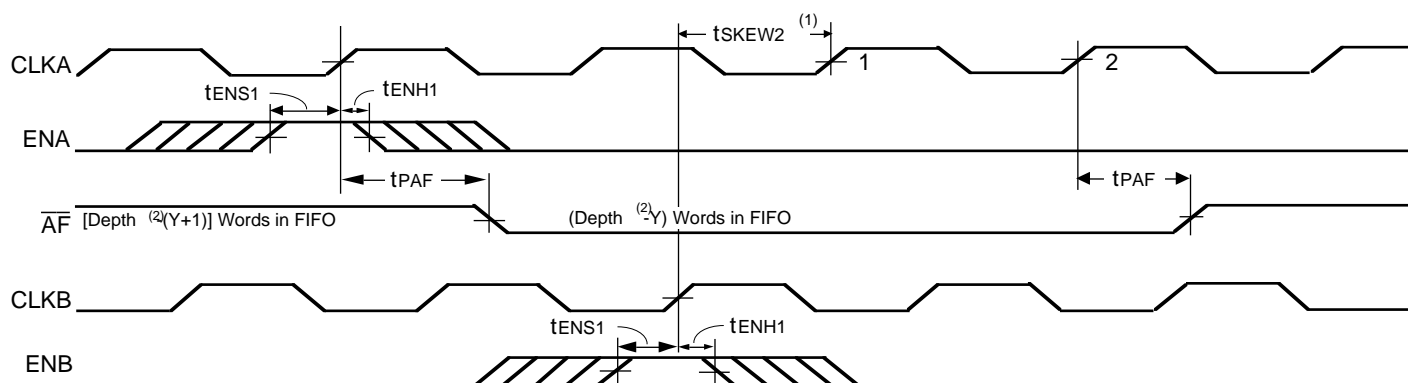 tSKEW2 (1)
CLKA
1
2
tENS1
tENH1
ENA
tPAF
tPAF
AF
[Depth (2)-(Y+1)] Words in FIFO
(Depth (2)-Y) Words in FIFO
CLKB
tENS1
tENH1
ENB